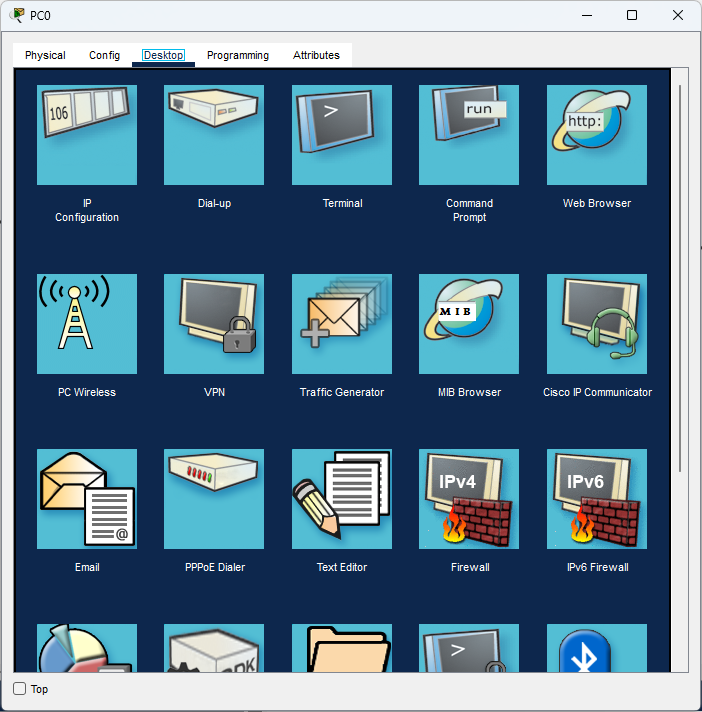 PC0
Physical Config Desktop Programming Attributes
106
>
run
http:
IP
Configuration
Dial-up
Terminal
Command
Prompt
Web Browser
MIB
PC Wireless
VPN
Traffic Generator
MIB Browser
Cisco IP Communicator
@
IPv4
IPv6
Email
PPPoE Dialer
Text Editor
Firewall
IPv6 Firewall
>
Top